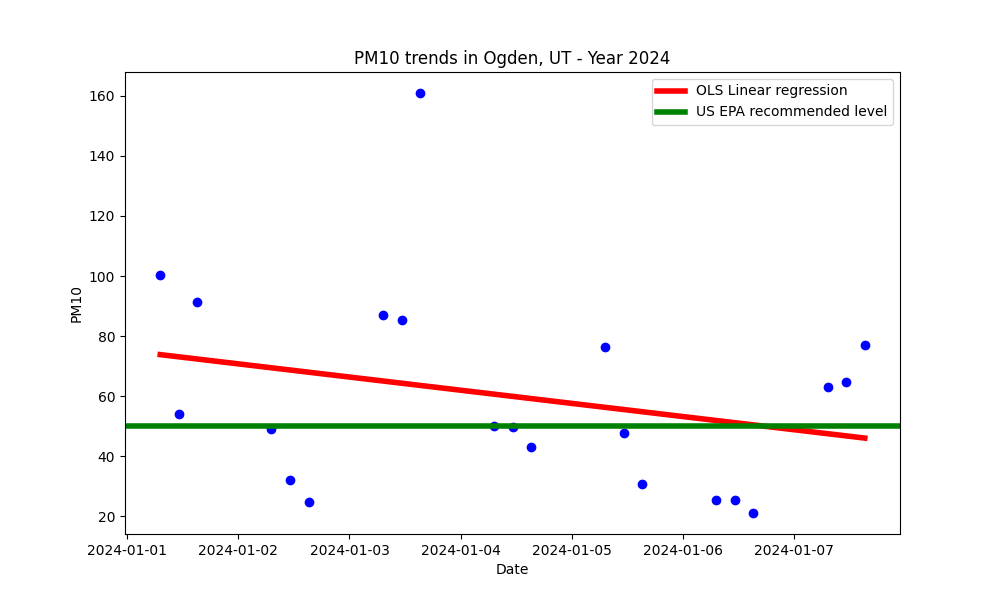 PM10 trends in Ogden, UT - Year 2024
OLS Linear regression
US EPA recommended level
PM10
160
140
120
100
80
60
40
20
2024-01-01 2024-01-02 2024-01-03 2024-01-04 2024-01-05 2024-01-06 2024-01-07
Date